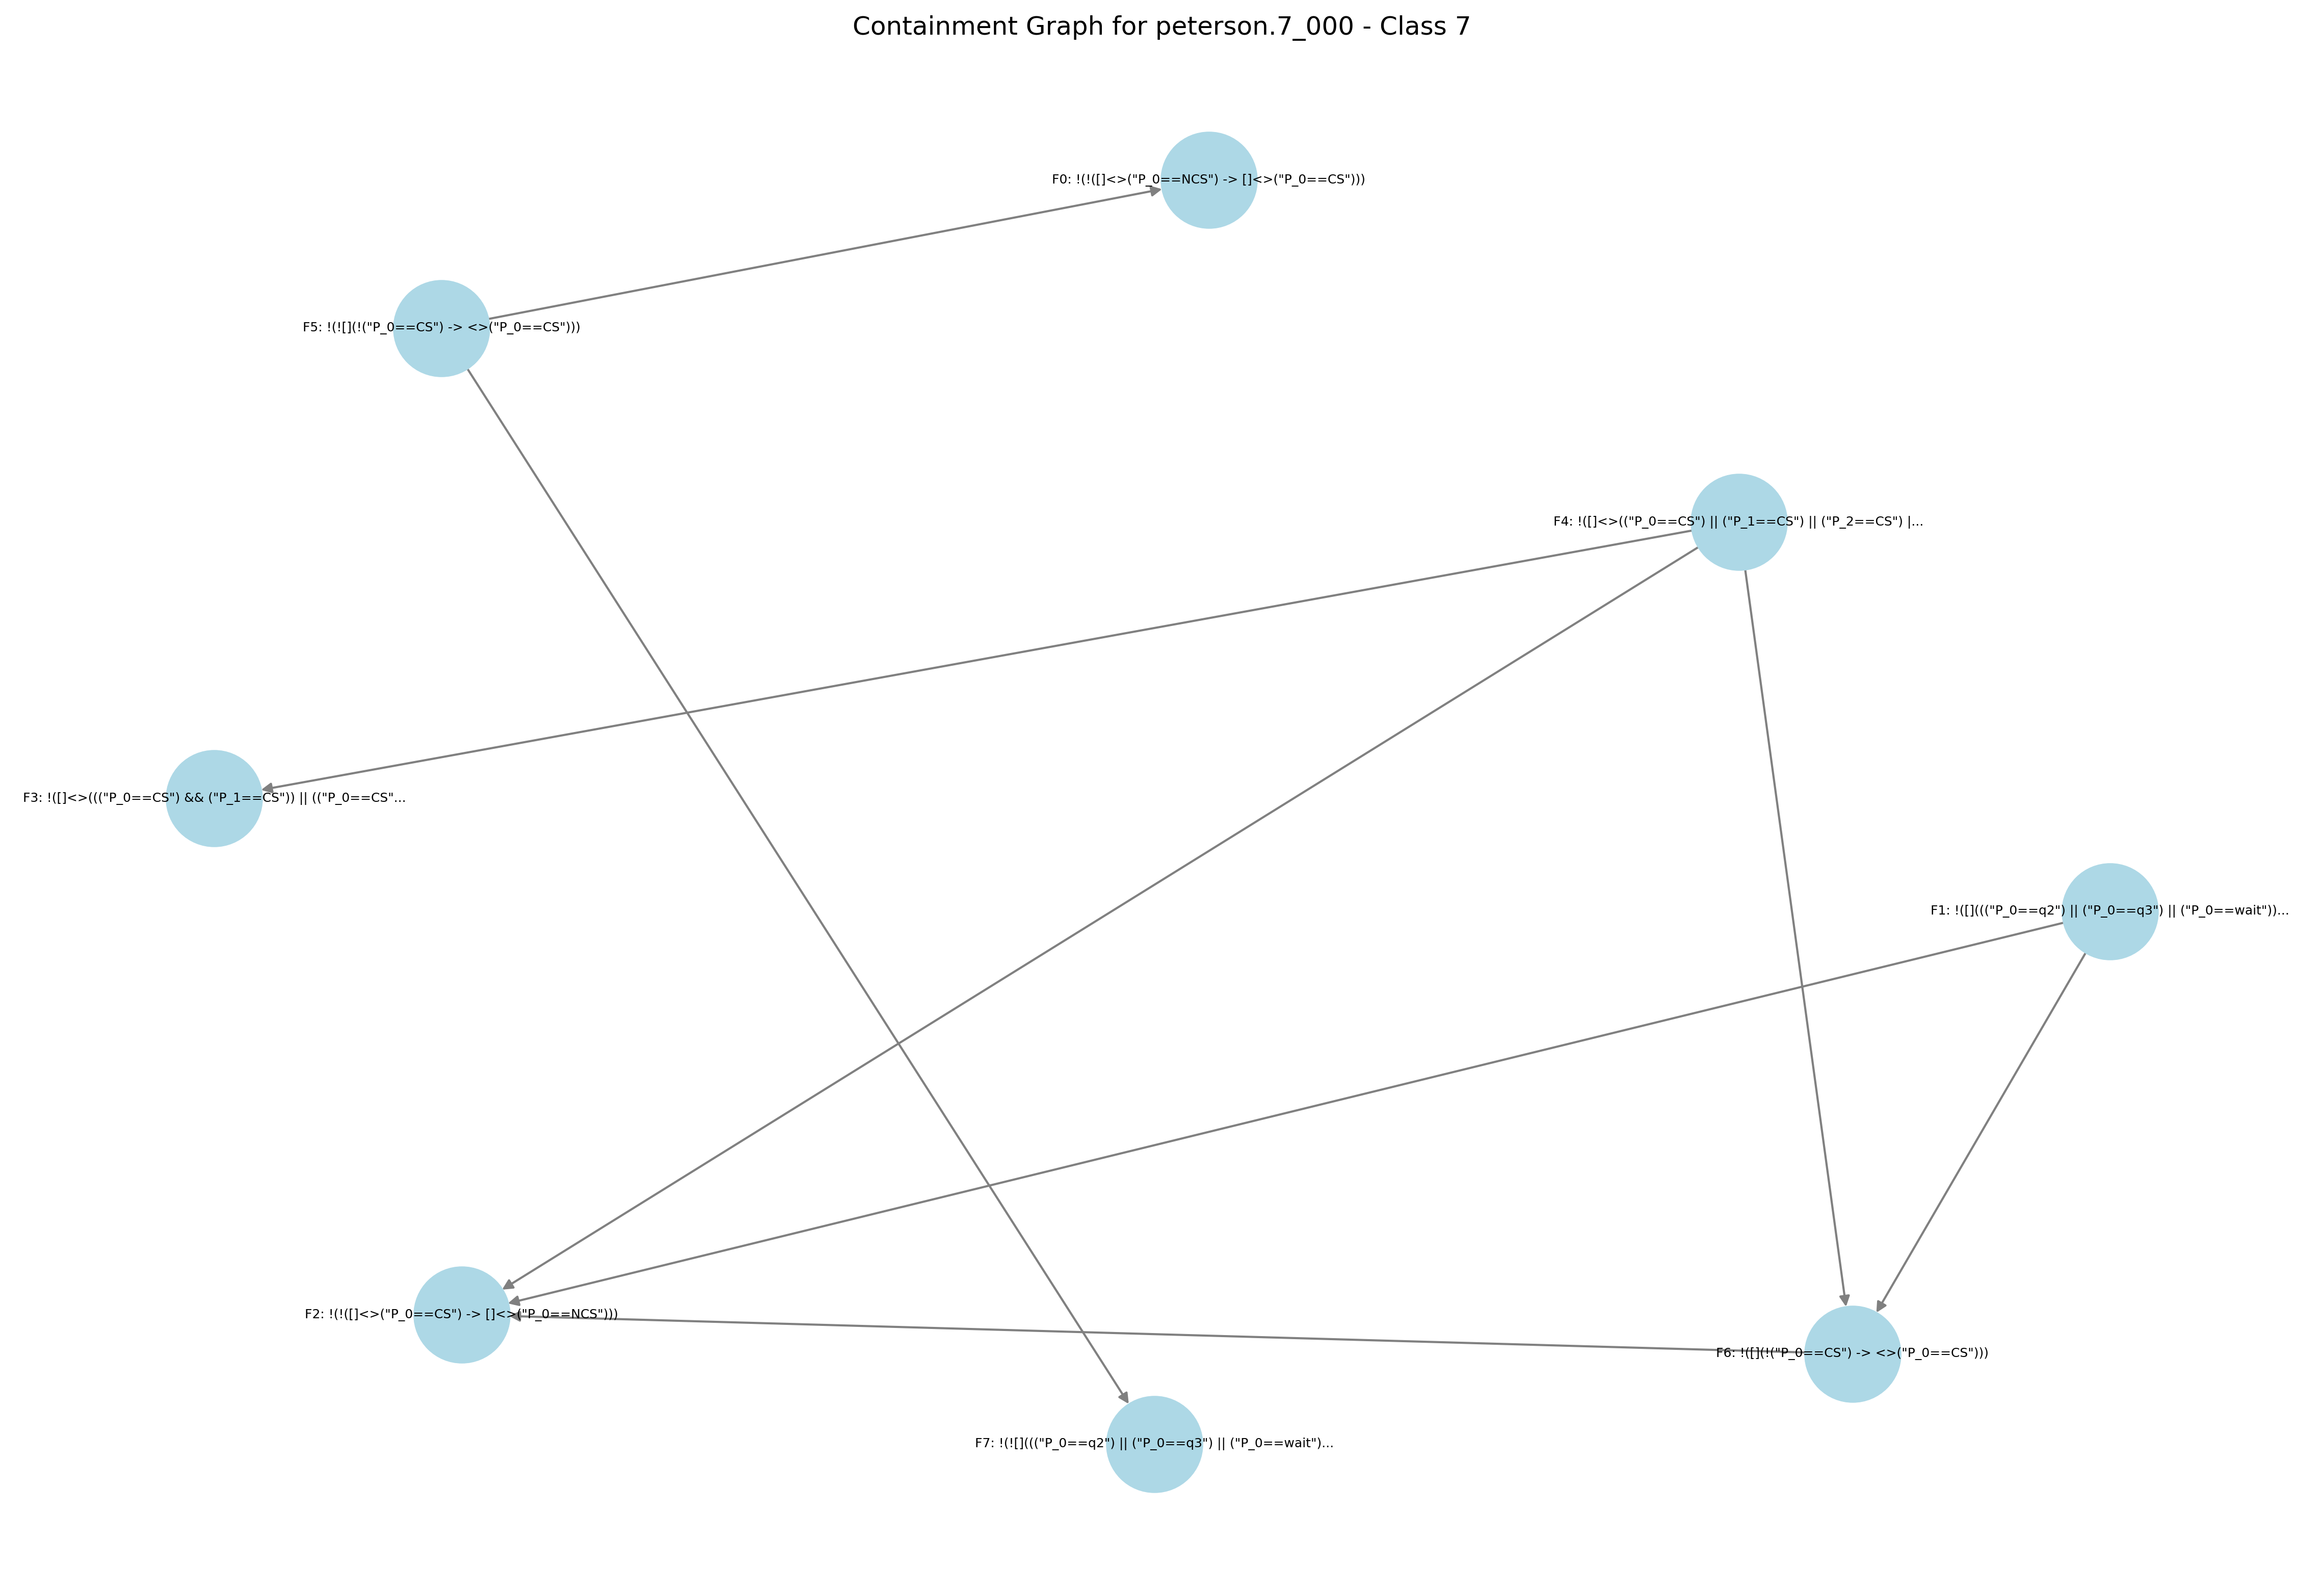 Containment Graph for peterson.7_000 - Class 7
F0: !(!([]<>("P_0==NCS") -> []<>("P_0==CS")))
F5: !(![](!("P_0==CS") -> <>("P_0==CS")))
F4: !([]<>(("P_0==CS") || ("P_1==CS") || ("P_2==CS") |...
F3: !([]<>((("P_0==CS") && ("P_1==CS")) || (("P_0==CS"...
F1: !([]((("P_0==q2") || ("P_0==q3") || ("P_0==wait"))...
F2: !(!([]<>("P_0==CS") -> []<>("P_0==NCS")))
F6: !([](!("P_0==CS") -> <>("P_0==CS")))
F7: !(![]((("P_0==q2") || ("P_0==q3") || ("P_0==wait")...